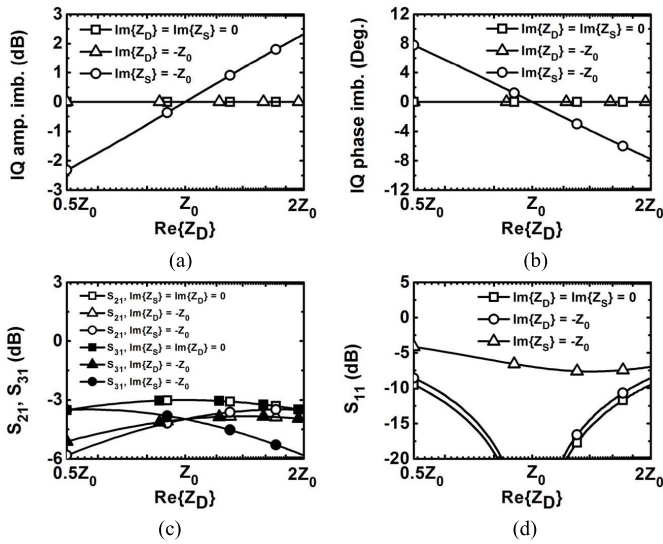 3
2
1
0
-1
-2
-3
IQ amp. imb. (dB)
Im{Z_D} = Im{Z_S} = 0
Im{Z_D} = -Z_0
Im{Z_S} = -Z_0
0.5Z_0
Z_0
2Z_0
Re{Z_D}
(a)
12
8
4
0
-4
-8
-12
IQ phase imb. (Deg.)
Im{Z_D} = Im{Z_S} = 0
Im{Z_D} = -Z_0
Im{Z_S} = -Z_0
0.5Z_0
Z_0
2Z_0
Re{Z_D}
(b)
3
0
-3
-6
S_21, S_31 (dB)
S_21, Im{Z_S} = Im{Z_D} = 0
S_21, Im{Z_D} = -Z_0
S_21, Im{Z_S} = -Z_0
S_31, Im{Z_S} = Im{Z_D} = 0
S_31, Im{Z_D} = -Z_0
S_31, Im{Z_S} = -Z_0
0.5Z_0
Z_0
2Z_0
Re{Z_D}
(c)
5
0
-5
-10
-15
-20
S_11 (dB)
Im{Z_D} = Im{Z_S} = 0
Im{Z_D} = -Z_0
Im{Z_S} = -Z_0
0.5Z_0
Z_0
2Z_0
Re{Z_D}
(d)